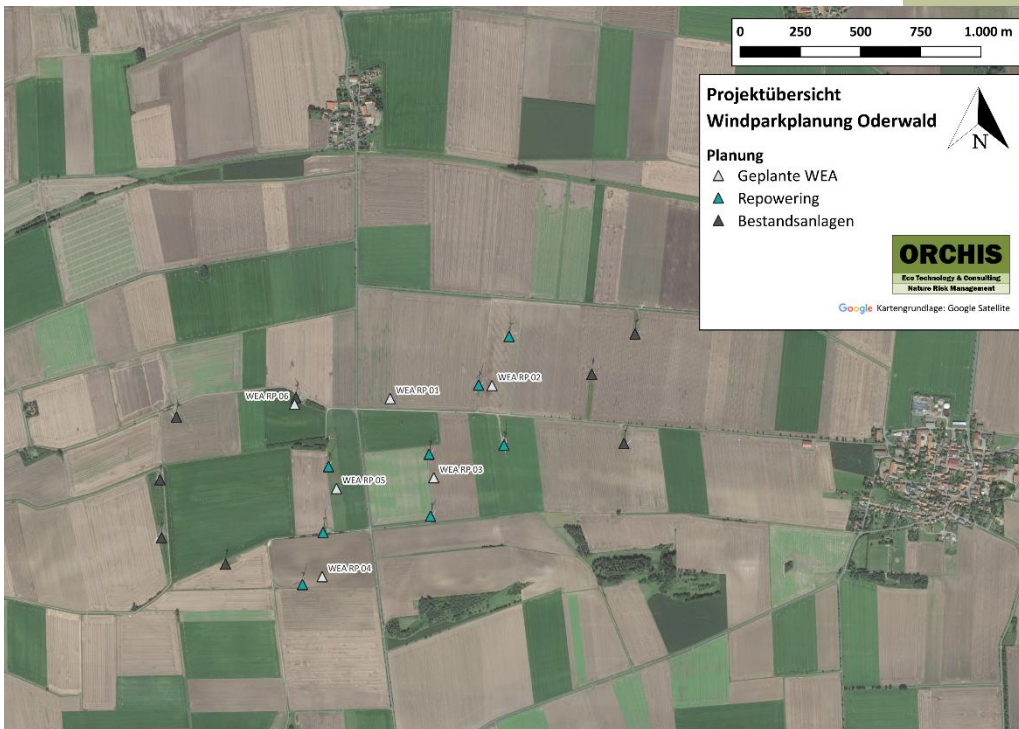 0 250 500 750 1.000 m
Projektübersicht
Windparkplanung Oderwald
N
Planung
Geplante WEA
Repowering
Bestandsanlagen
ORCHIS
Eco Technology & Consulting
Nature Risk Management
Google Kartengrundlage: Google Satellite
WEA RP 06
WEA RP 01
WEA RP 02
WEA RP 03
WEA RP 05
WEA RP 04